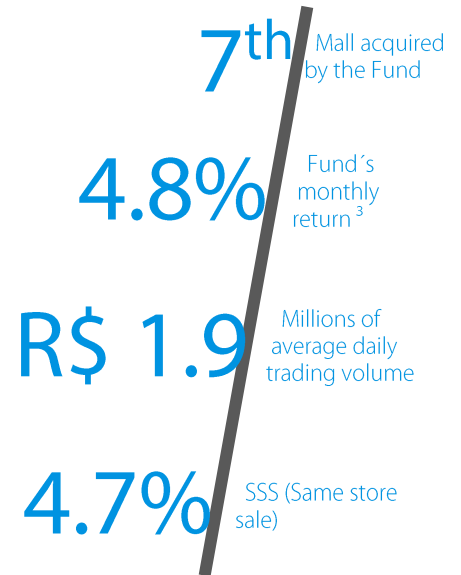 7th
Mall acquired
by the Fund
4.8%
Fund´s
monthly
return 3
R$ 1.9
Millions of
average daily
trading volume
4.7%
SSS (Same store
sale)